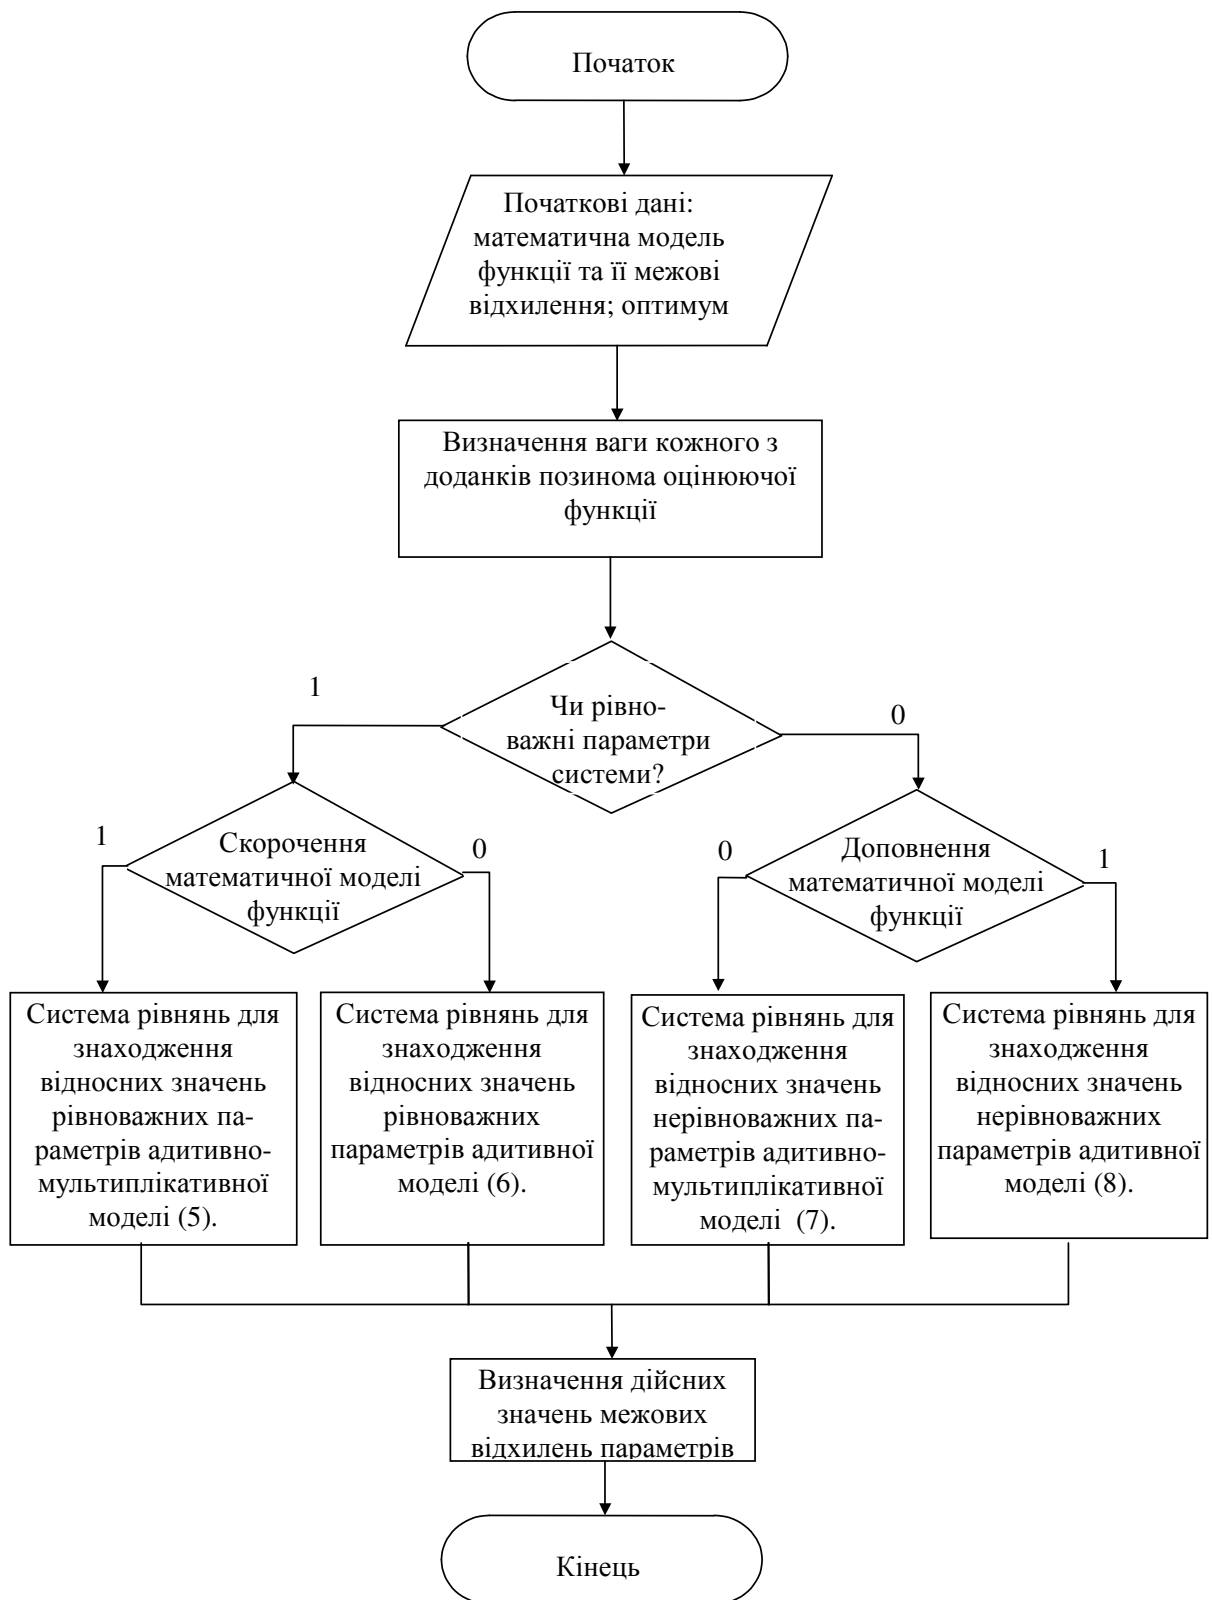 Початок
Початкові дані:
математична модель
функції та її межові
відхилення; оптимум
Визначення ваги кожного з
доданків позинома оцінюючої
функції
1
Чи рівно-
важні параметри
системи?
0
1
Скорочення
математичної моделі
функції
0
0
Доповнення
математичної моделі
функції
1
Система рівнянь для
знаходження
відносних значень
рівноважних па-
раметрів адитивно-
мультиплікативної
моделі (5).
Система рівнянь для
знаходження
відносних значень
рівноважних
параметрів адитивної
моделі (6).
Система рівнянь для
знаходження
відносних значень
нерівноважних па-
раметрів адитивно-
мультиплікативної
моделі (7).
Система рівнянь для
знаходження
відносних значень
нерівноважних
параметрів адитивної
моделі (8).
Визначення дійсних
значень межових
відхилень параметрів
Кінець